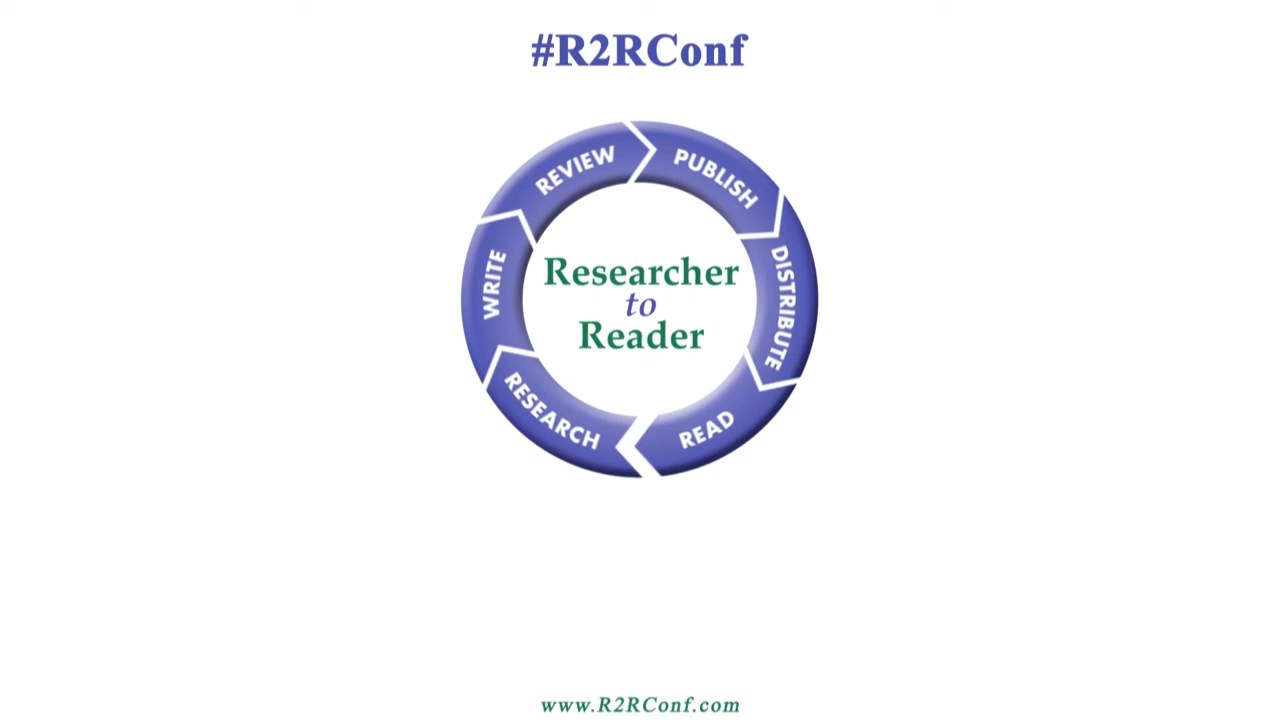 #R2RConf
REVIEW
PUBLISH
DISTRIBUTE
READ
RESEARCH
WRITE
Researcher
to
Reader
www.R2RConf.com